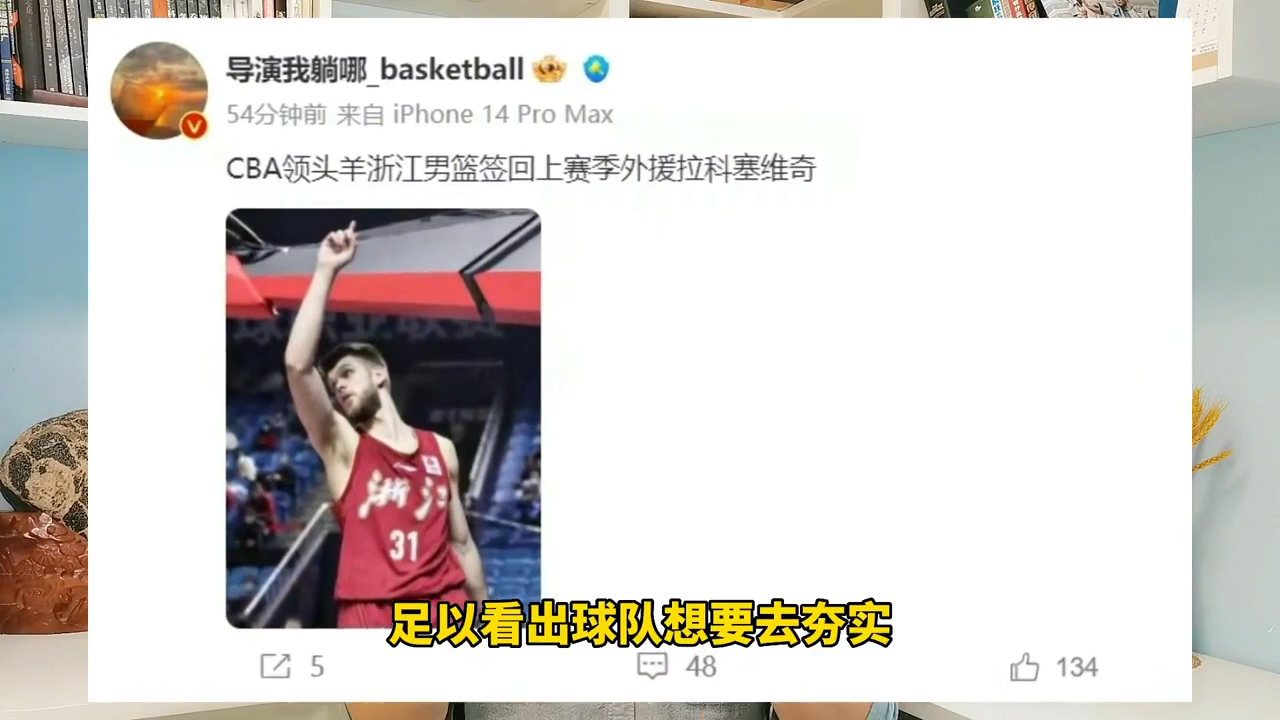 导演我躺哪_basketball
54分钟前 来自 iPhone 14 Pro Max
CBA领头羊浙江男篮签回上赛季外援拉科塞维奇
浙江
31
足以看出球队想要去夯实
5
48
134